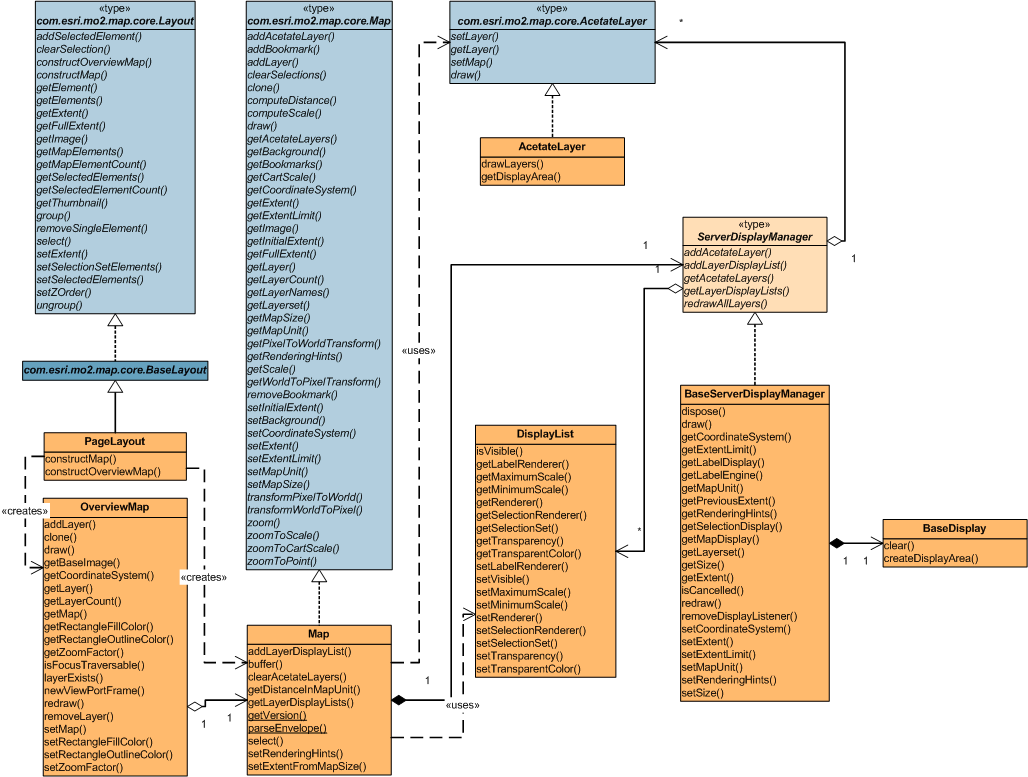 «type»
com.esri.mo2.map.core.Layout
addSelectedElement()
clearSelection()
constructOverviewMap()
constructMap()
getElement()
getElements()
getExtent()
getFullExtent()
getImage()
getMapElements()
getMapElementCount()
getSelectedElements()
getSelectedElementCount()
getThumbnail()
group()
removeSingleElement()
select()
setExtent()
setSelectionSetElements()
setSelectedElements()
setZOrder()
ungroup()
com.esri.mo2.map.core.BaseLayout
PageLayout
constructMap()
constructOverviewMap()
«creates»
OverviewMap
addLayer()
clone()
draw()
getBaseImage()
getCoordinateSystem()
getLayer()
getLayerCount()
getMap()
getRectangleFillColor()
getRectangleOutlineColor()
getZoomFactor()
isFocusTraversable()
layerExists()
newViewPortFrame()
redraw()
removeLayer()
setMap()
setRectangleFillColor()
setRectangleOutlineColor()
setZoomFactor()
«creates»
1
1
«type»
com.esri.mo2.map.core.Map
addAcetateLayer()
addBookmark()
addLayer()
clearSelections()
clone()
computeDistance()
computeScale()
draw()
getAcetateLayers()
getBackground()
getBookmarks()
getCartScale()
getCoordinateSystem()
getExtent()
getExtentLimit()
getImage()
getInitialExtent()
getFullExtent()
getLayer()
getLayerCount()
getLayerNames()
getLayerset()
getMapSize()
getMapUnit()
getPixelToWorldTransform()
getRenderingHints()
getScale()
getWorldToPixelTransform()
removeBookmark()
setInitialExtent()
setBackground()
setCoordinateSystem()
setExtent()
setExtentLimit()
setMapUnit()
setMapSize()
transformPixelToWorld()
transformWorldToPixel()
zoom()
zoomToScale()
zoomToCartScale()
zoomToPoint()
Map
addLayerDisplayList()
buffer()
clearAcetateLayers()
getDistanceInMapUnit()
getLayerDisplayLists()
getVersion()
parseEnvelope()
select()
setRenderingHints()
setExtentFromMapSize()
«uses»
1
«uses»
«type»
com.esri.mo2.map.core.AcetateLayer
setLayer()
getLayer()
setMap()
draw()
*
AcetateLayer
drawLayers()
getDisplayArea()
«type»
ServerDisplayManager
addAcetateLayer()
addLayerDisplayList()
getAcetateLayers()
getLayerDisplayLists()
redrawAllLayers()
1
1
1
DisplayList
isVisible()
getLabelRenderer()
getMaximumScale()
getMinimumScale()
getRenderer()
getSelectionRenderer()
getSelectionSet()
getTransparency()
getTransparentColor()
setLabelRenderer()
setVisible()
setMaximumScale()
setMinimumScale()
setRenderer()
setSelectionRenderer()
setSelectionSet()
setTransparency()
setTransparentColor()
*
BaseServerDisplayManager
dispose()
draw()
getCoordinateSystem()
getExtentLimit()
getLabelDisplay()
getLabelEngine()
getMapUnit()
getPreviousExtent()
getRenderingHints()
getSelectionDisplay()
getMapDisplay()
getLayerset()
getSize()
getExtent()
isCancelled()
redraw()
removeDisplayListener()
setCoordinateSystem()
setExtent()
setExtentLimit()
setMapUnit()
setRenderingHints()
setSize()
1
1
BaseDisplay
clear()
createDisplayArea()